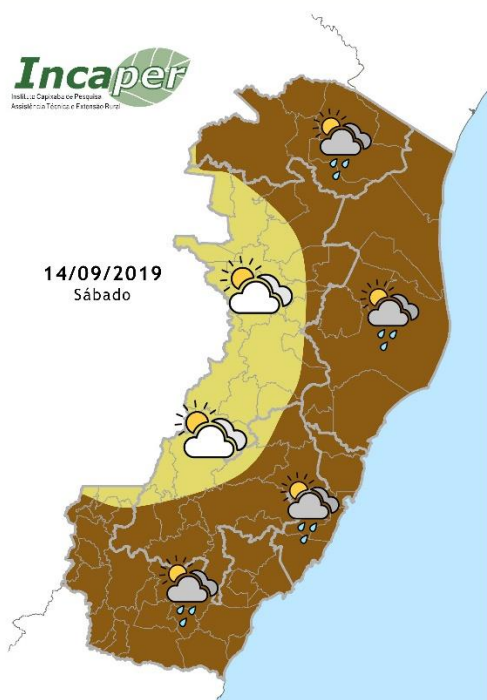 Incaper
Instituto Capixaba de Pesquisa
Assistência Técnica e Extensão Rural
14/09/2019
Sábado